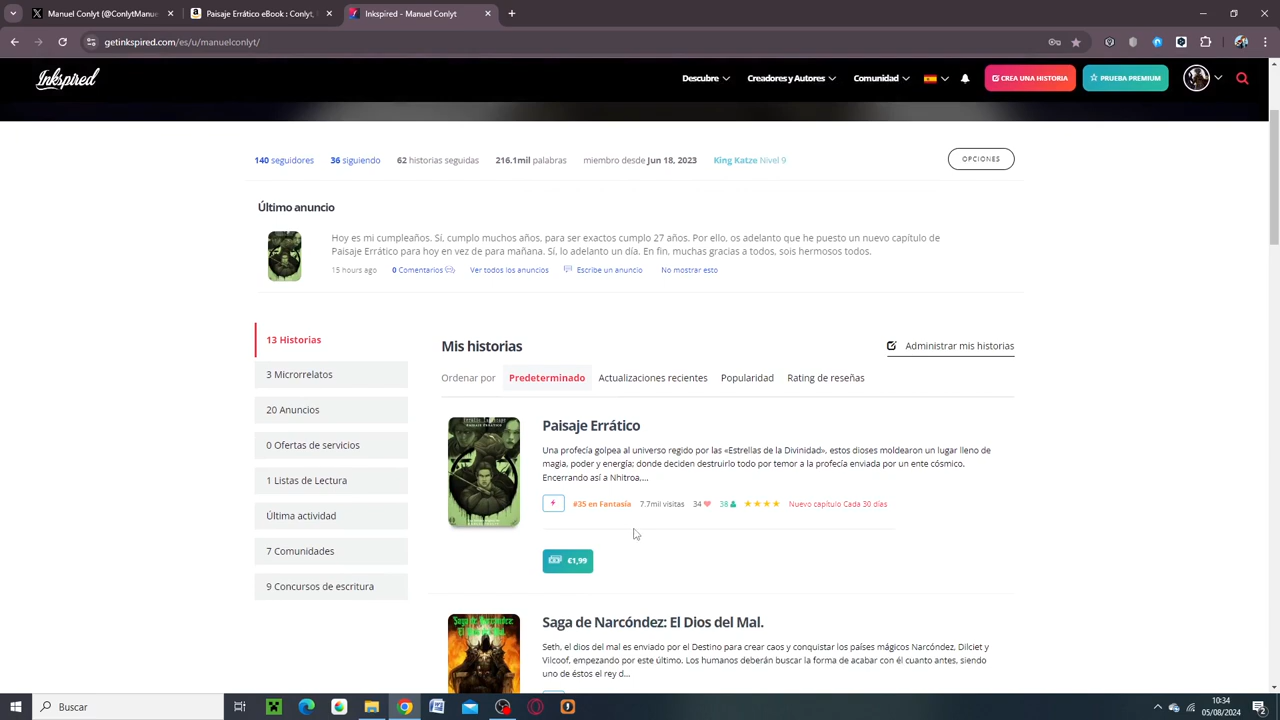 Manuel Conlyt (@ConlytManue
Paisaje Errático eBook : Conlyt,
Inkspired - Manuel Conlyt
getinkspired.com/es/u/manuelconlyt/
Inkspired
Descubre
Creadores y Autores
Comunidad
CREA UNA HISTORIA
PRUEBA PREMIUM
140 seguidores
36 siguiendo
62 historias seguidas
216.1mil palabras
miembro desde Jun 18, 2023
King Katze Nivel 9
OPCIONES
Último anuncio
Hoy es mi cumpleaños. Sí, cumplo muchos años, para ser exactos cumplo 27 años. Por ello, os adelanto que he puesto un nuevo capítulo de
Paisaje Errático para hoy en vez de para mañana. Sí, lo adelanto un día. En fin, muchas gracias a todos, sois hermosos todos.
15 hours ago
0 Comentarios
Ver todos los anuncios
Escribe un anuncio
No mostrar esto
13 Historias
3 Microrrelatos
20 Anuncios
0 Ofertas de servicios
1 Listas de Lectura
Última actividad
7 Comunidades
9 Concursos de escritura
Mis historias
Administrar mis historias
Ordenar por
Predeterminado
Actualizaciones recientes
Popularidad
Rating de reseñas
PAISAJE ERRÁTICO
Paisaje Errático
Una profecía golpea al universo regido por las «Estrellas de la Divinidad», estos dioses moldearon un lugar lleno de
magia, poder y energía; donde deciden destruirlo todo por temor a la profecía enviada por un ente cósmico.
Encerrando así a Nhitroa,...
#35 en Fantasía
7.7mil visitas
34
38
Nuevo capítulo Cada 30 días
€1,99
Saga de Narcóndez:
El Dios del Mal.
Saga de Narcóndez: El Dios del Mal.
Seth, el dios del mal es enviado por el Destino para crear caos y conquistar los países mágicos Narcóndez, Dilciet y
Vilcoof, empezando por este último. Los humanos deberán buscar la forma de acabar con él cuanto antes, siendo
uno de éstos el rey d...
Buscar
10:34
05/08/2024